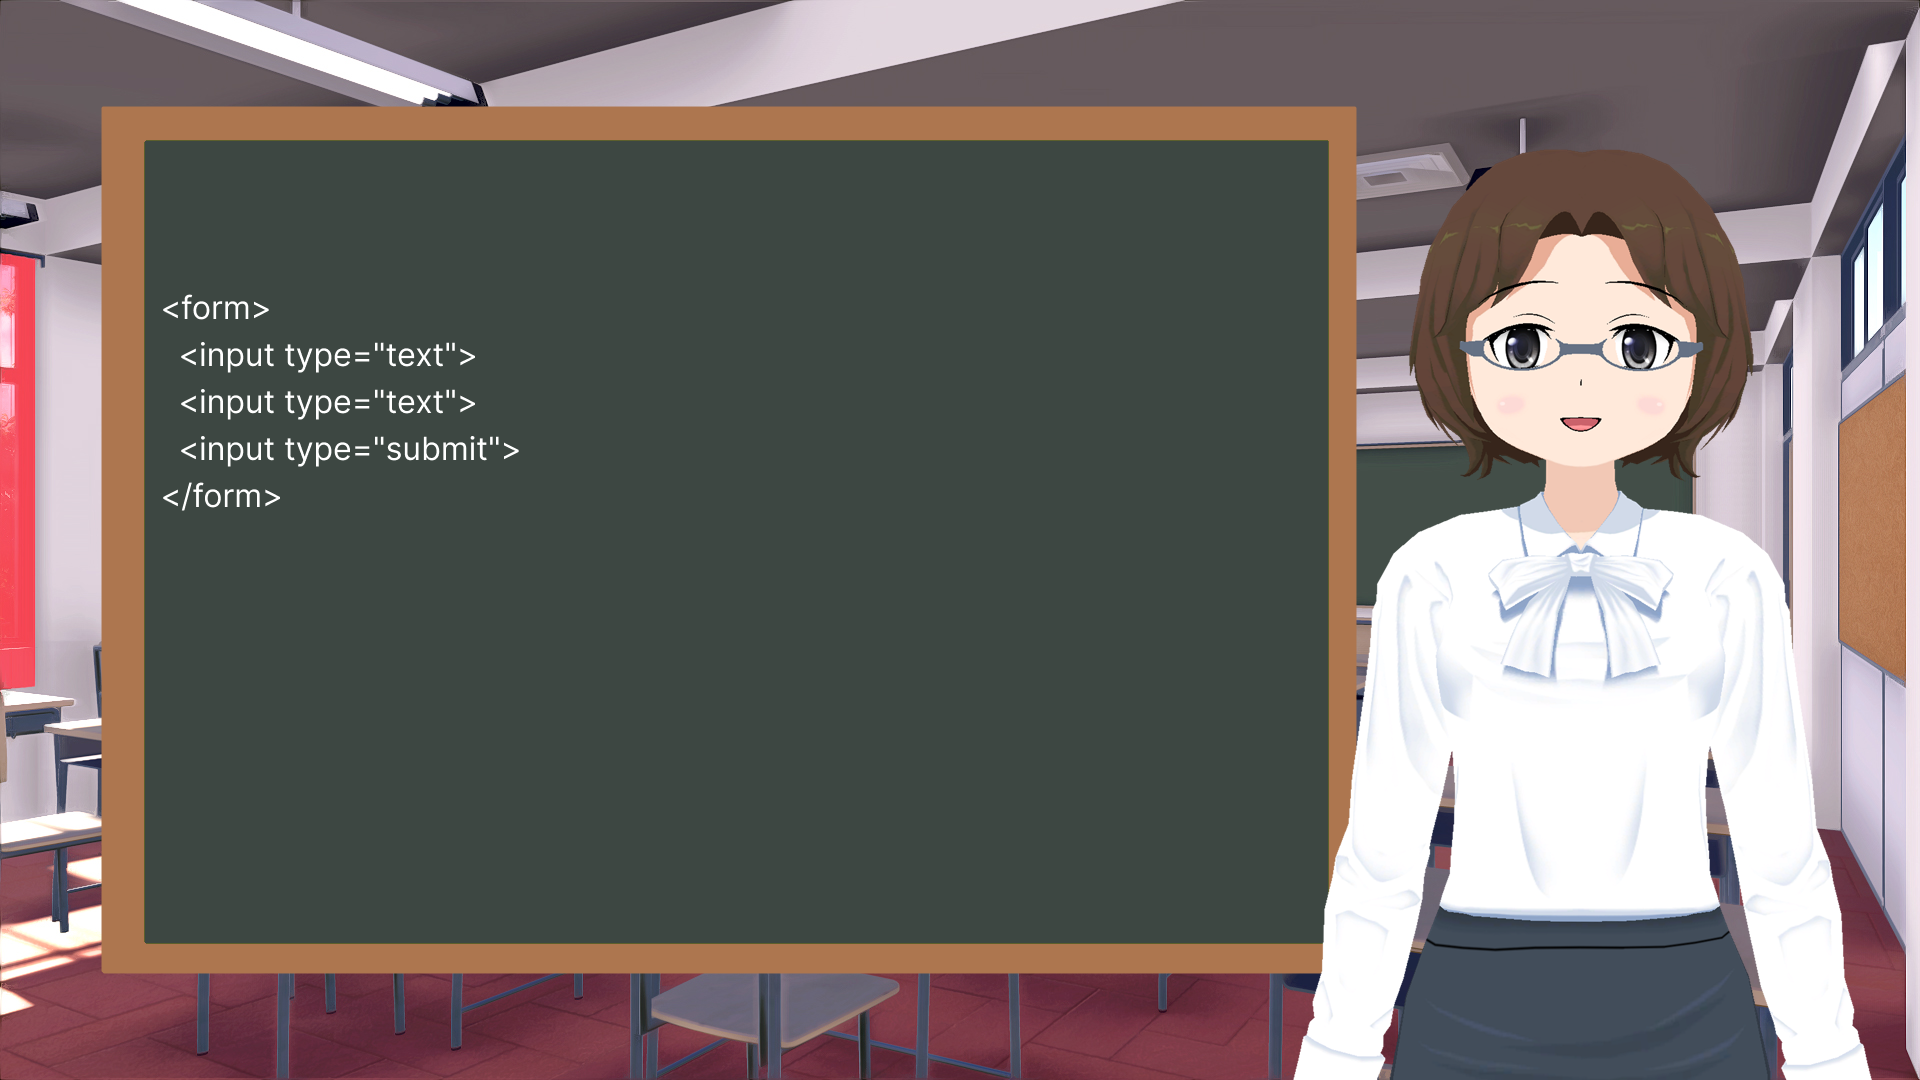 <form>
  <input type="text">
  <input type="text">
  <input type="submit">
</form>